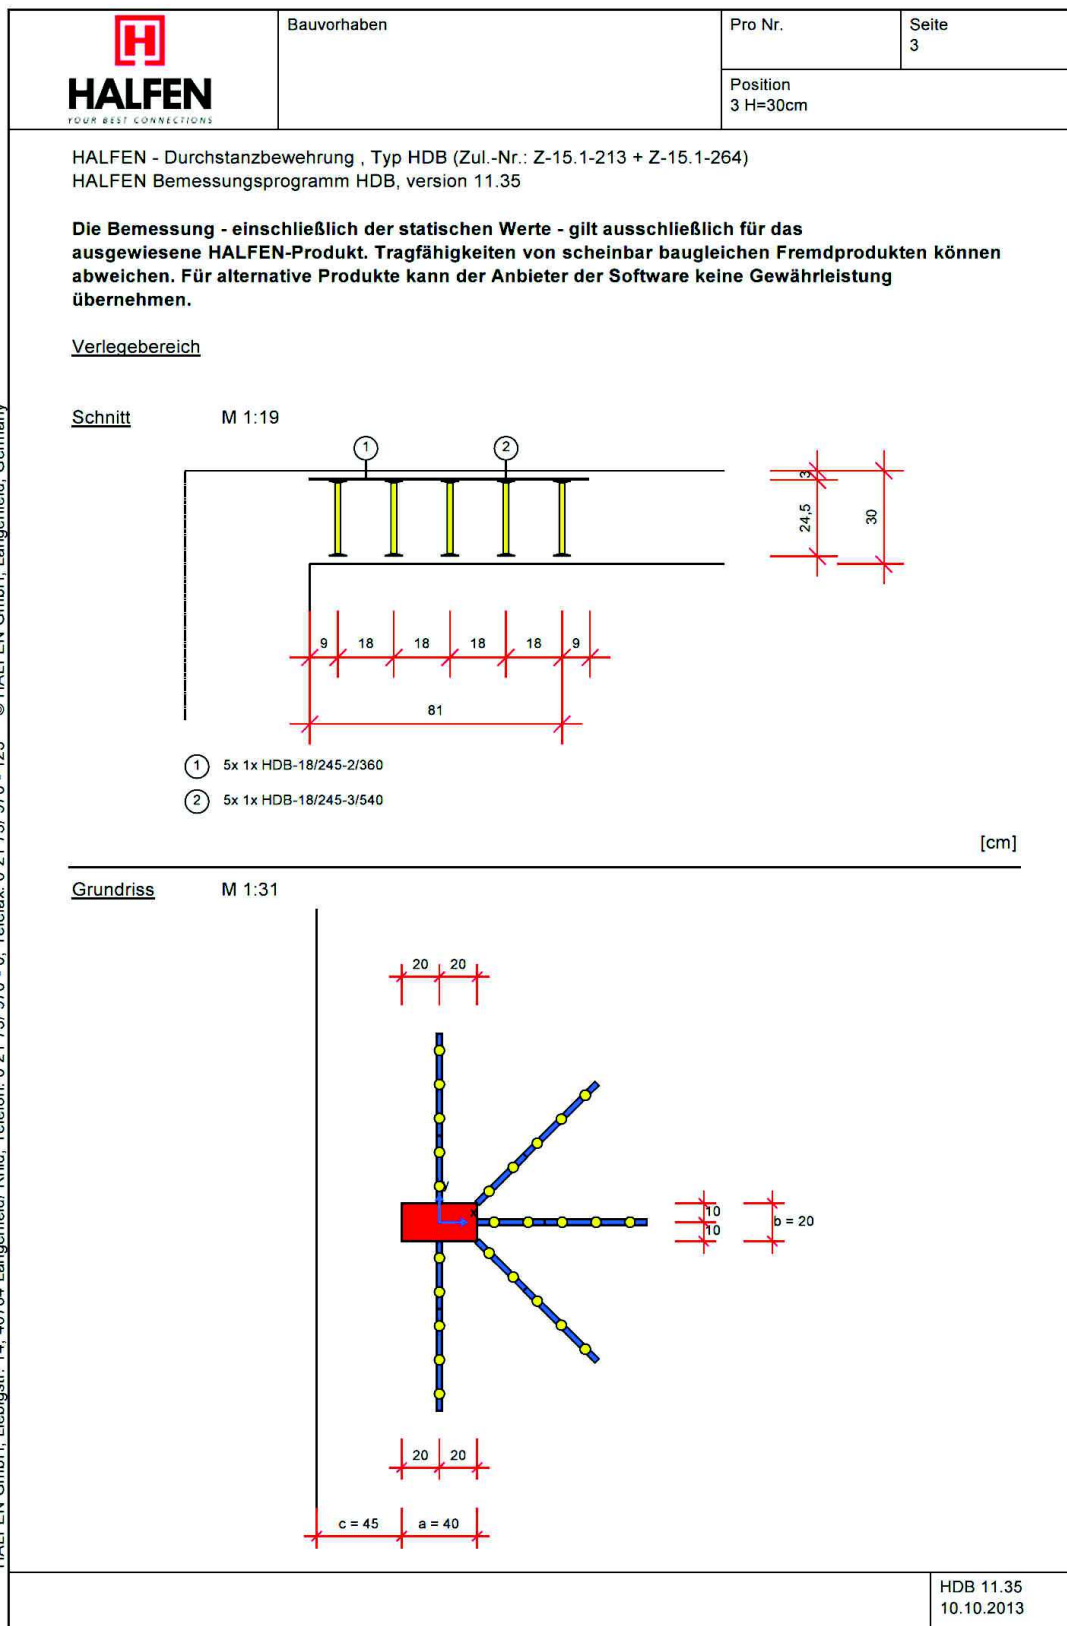 HALFEN
YOUR BEST CONNECTIONS
Bauvorhaben
Pro Nr.
Seite
3
Position
3 H=30cm
HALFEN - Durchstanzbewehrung , Typ HDB (Zul.-Nr.: Z-15.1-213 + Z-15.1-264)
HALFEN Bemessungsprogramm HDB, version 11.35
Die Bemessung - einschließlich der statischen Werte - gilt ausschließlich für das
ausgewiesene HALFEN-Produkt. Tragfähigkeiten von scheinbar baugleichen Fremdprodukten können
abweichen. Für alternative Produkte kann der Anbieter der Software keine Gewährleistung
übernehmen.
Verlegebereich
Schnitt M 1:19
1 2
3
24,5
30
9 18 18 18 18 9
81
1 5x 1x HDB-18/245-2/360
2 5x 1x HDB-18/245-3/540
[cm]
Grundriss M 1:31
20 20
y
x
10
10
b = 20
20 20
c = 45 a = 40
HDB 11.35
10.10.2013